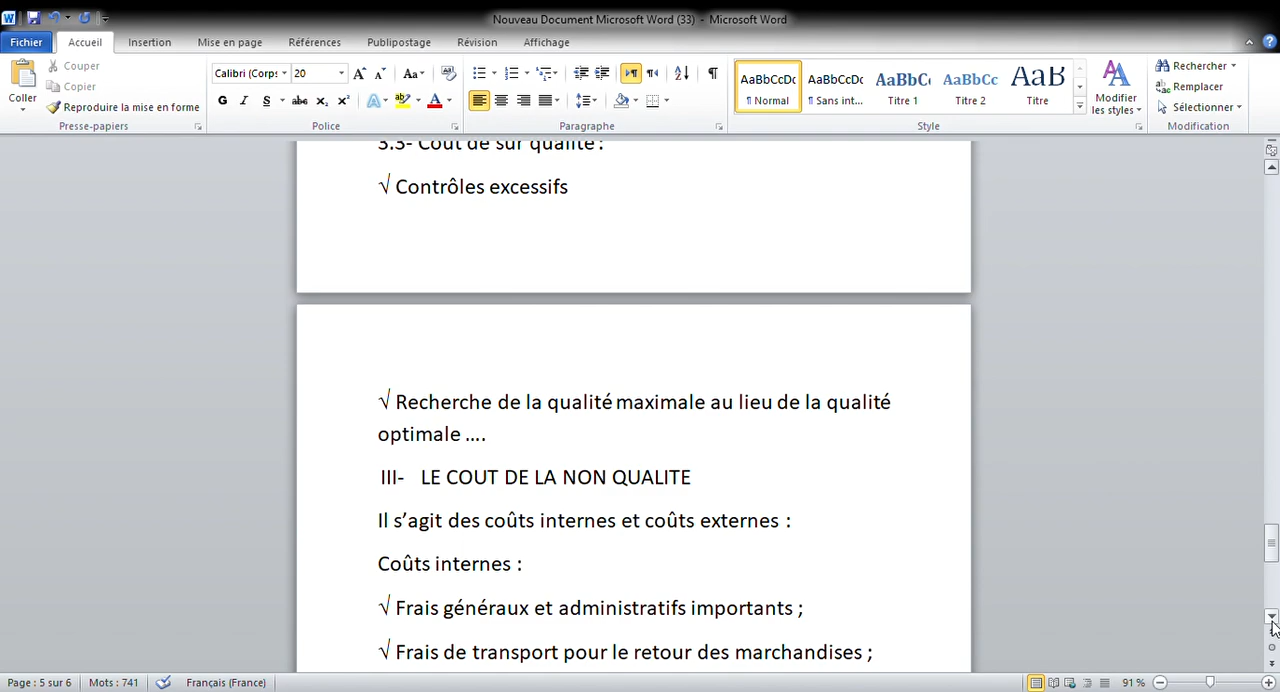 Nouveau Document Microsoft Word (33) - Microsoft Word
Fichier Accueil Insertion Mise en page Références Publipostage Révision Affichage
Coller
Couper
Copier
Reproduire la mise en forme
Presse-papiers
Calibri (Corps 20
G I S abc x₂ x²
Police
Paragraphe
AaBbCcDc AaBbCcDc AaBbC AaBbCc AaB
¶ Normal ¶ Sans int... Titre 1 Titre 2 Titre
Style
Modifier
les styles
Rechercher
Remplacer
Sélectionner
Modification
3.3- Cout de sur qualité :
√ Contrôles excessifs
√ Recherche de la qualité maximale au lieu de la qualité
optimale ....
III- LE COUT DE LA NON QUALITE
Il s’agit des coûts internes et coûts externes :
Coûts internes :
√ Frais généraux et administratifs importants ;
√ Frais de transport pour le retour des marchandises ;
Page : 5 sur 6 Mots : 741 Français (France) 91 %